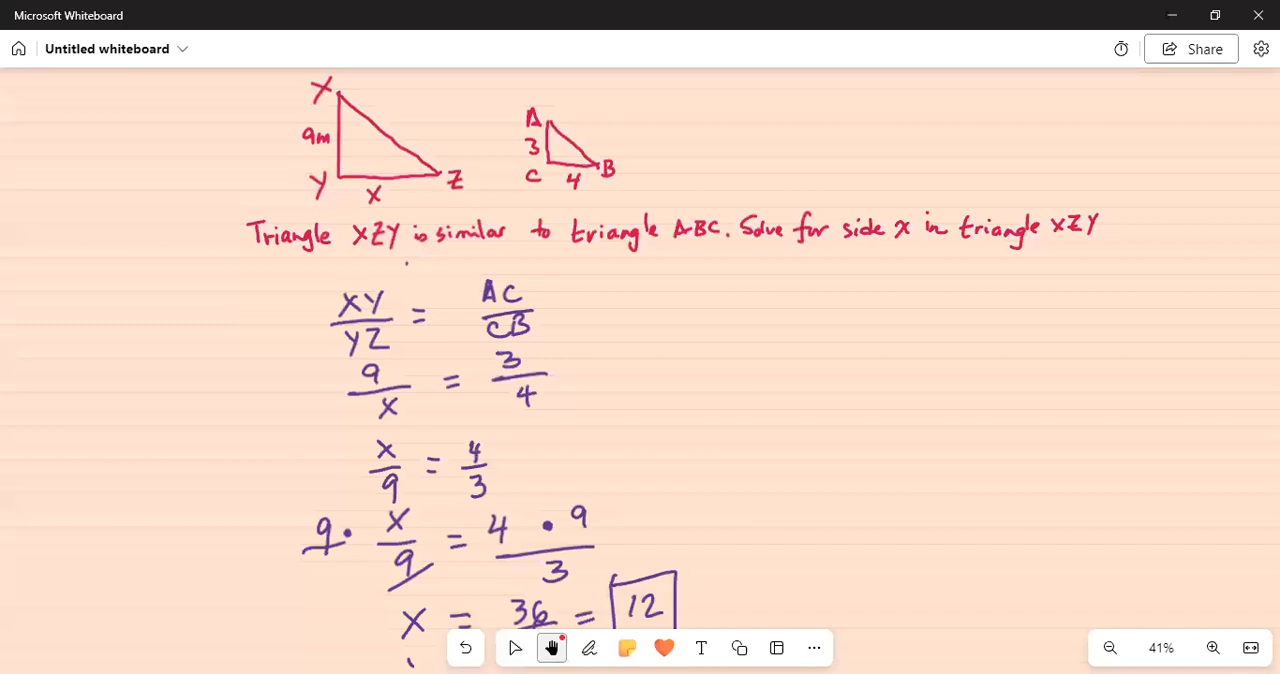 Microsoft Whiteboard
Untitled whiteboard
Share
X
9m
Y
x
Z
A
3
C
4
B
Triangle XZY is similar to triangle ABC. Solve for side x in triangle XZY
XY/YZ = AC/CB
9/x = 3/4
x/9 = 4/3
9 · x/9 = 4 · 9/3
x = 36 = 12
T
41%